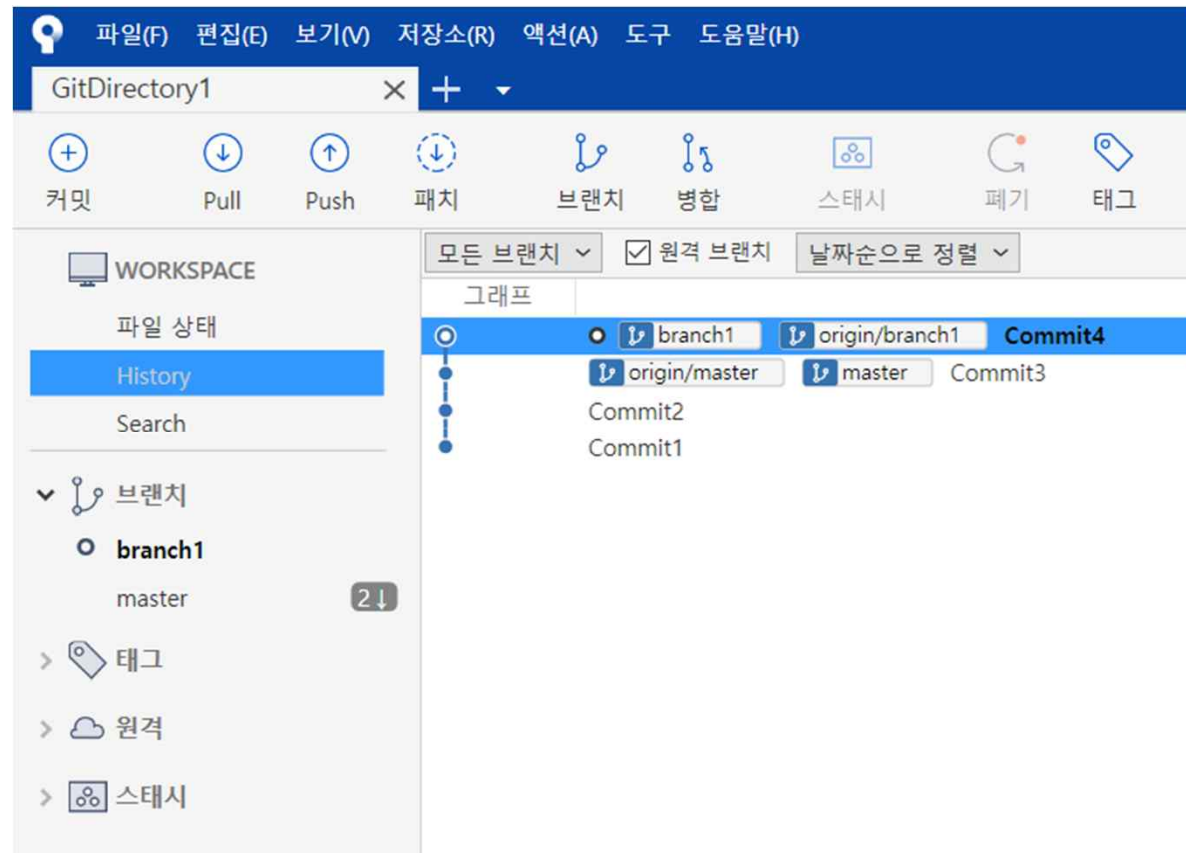 파일(F) 편집(E) 보기(V) 저장소(R) 액션(A) 도구 도움말(H)
GitDirectory1
커밋 Pull Push 패치 브랜치 병합 스태시 폐기 태그
WORKSPACE
파일 상태
History
Search
브랜치
branch1
master 2↓
태그
원격
스태시
모든 브랜치 원격 브랜치 날짜순으로 정렬
그래프
branch1 origin/branch1 Commit4
origin/master master Commit3
Commit2
Commit1